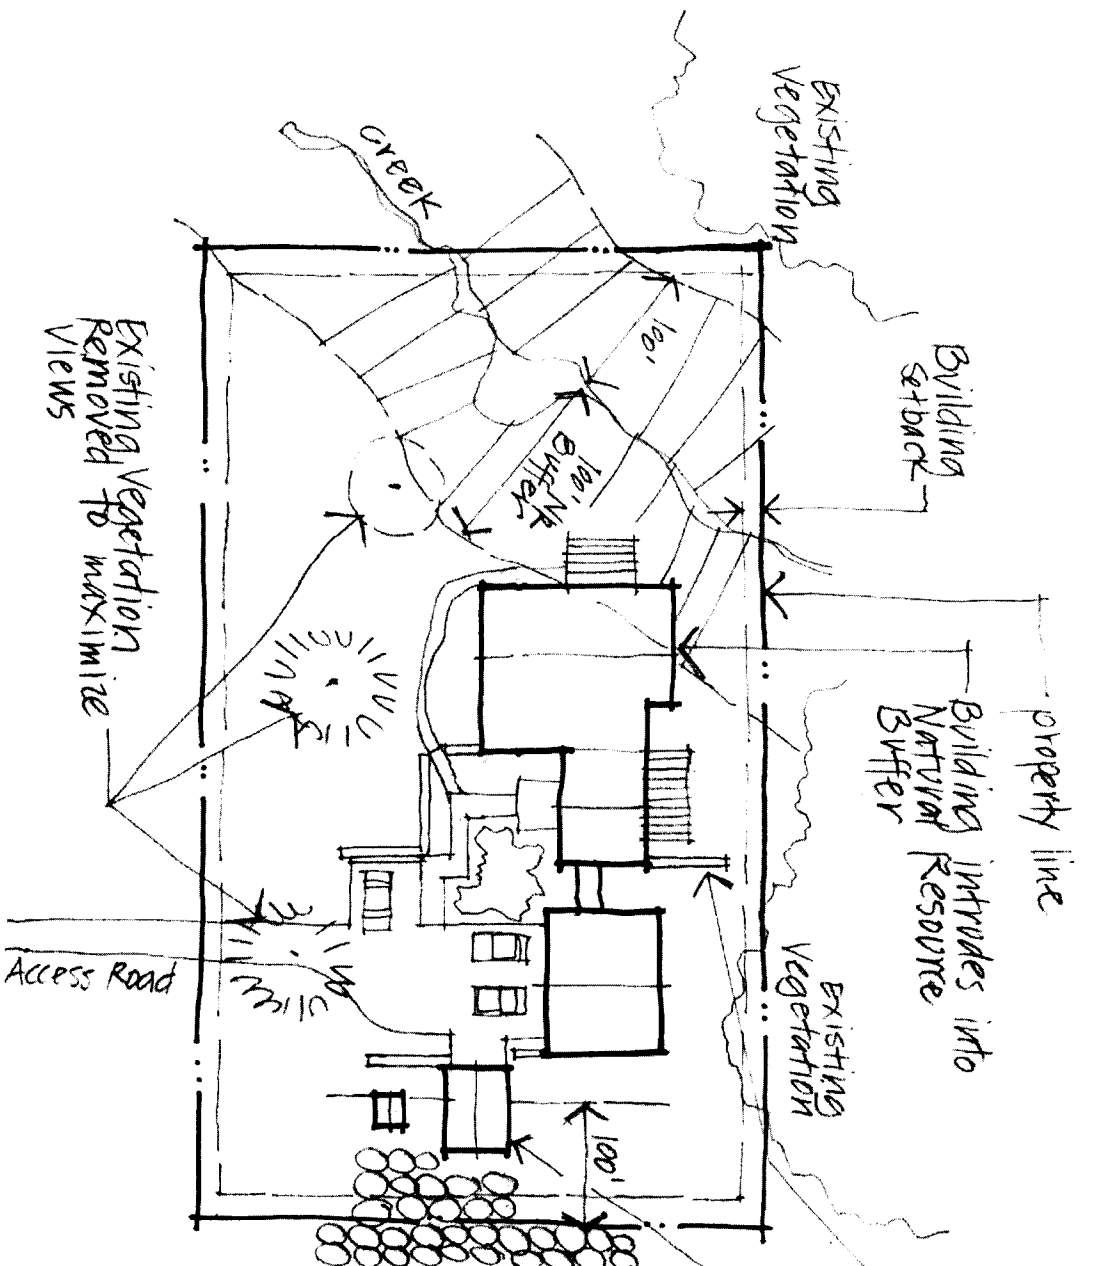 Existing
Vegetation
Creek
Building
setback
100'
100' NR
Buffer
property line
Building intrudes into
Natural Resource
Buffer
Existing Vegetation
Removed to maximize
Views
Existing
Vegetation
Access Road
100'